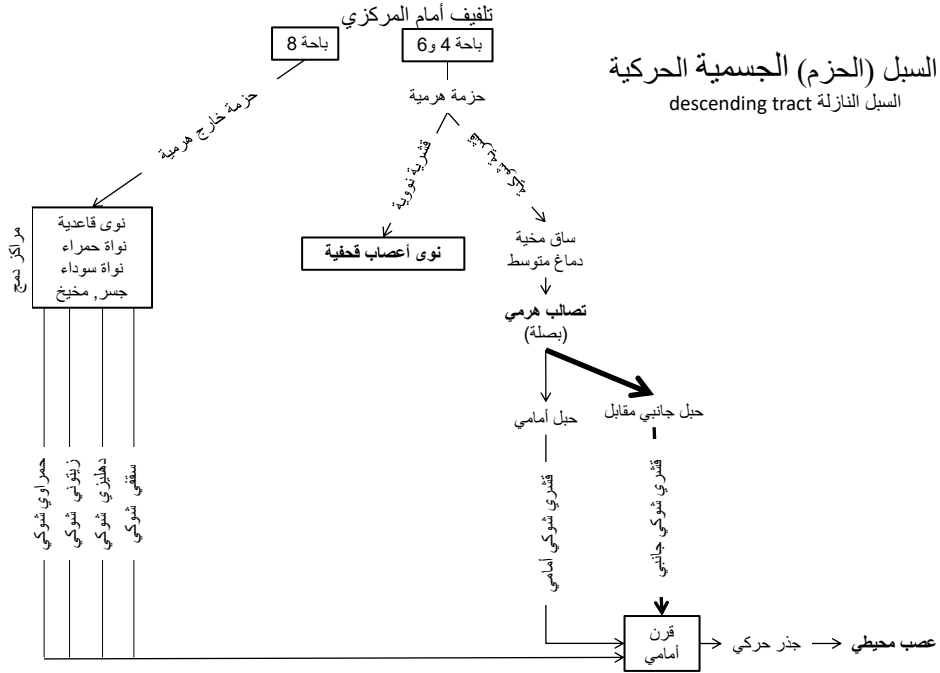 السبل (الحزم) الجسمية الحركية
السبل النازلة descending tract
تلفيف أمام المركزي
باحة 4 و6
باحة 8
حزمة هرمية
حزمة خارج هرمية
قشرية نووية
قشرية شوكية
نوى أعصاب قحفية
ساق مخية
دماغ متوسط
تصالب هرمي
(بصلة)
حبل جانبي مقابل
حبل أمامي
قشري شوكي جانبي
قشري شوكي أمامي
مراكز دمج
نوى قاعدية
نواة حمراء
نواة سوداء
جسر, مخيخ
سقفي شوكي
دهليزي شوكي
زيتوني شوكي
حمراوي شوكي
قرن
أمامي
جذر حركي
عصب محيطي